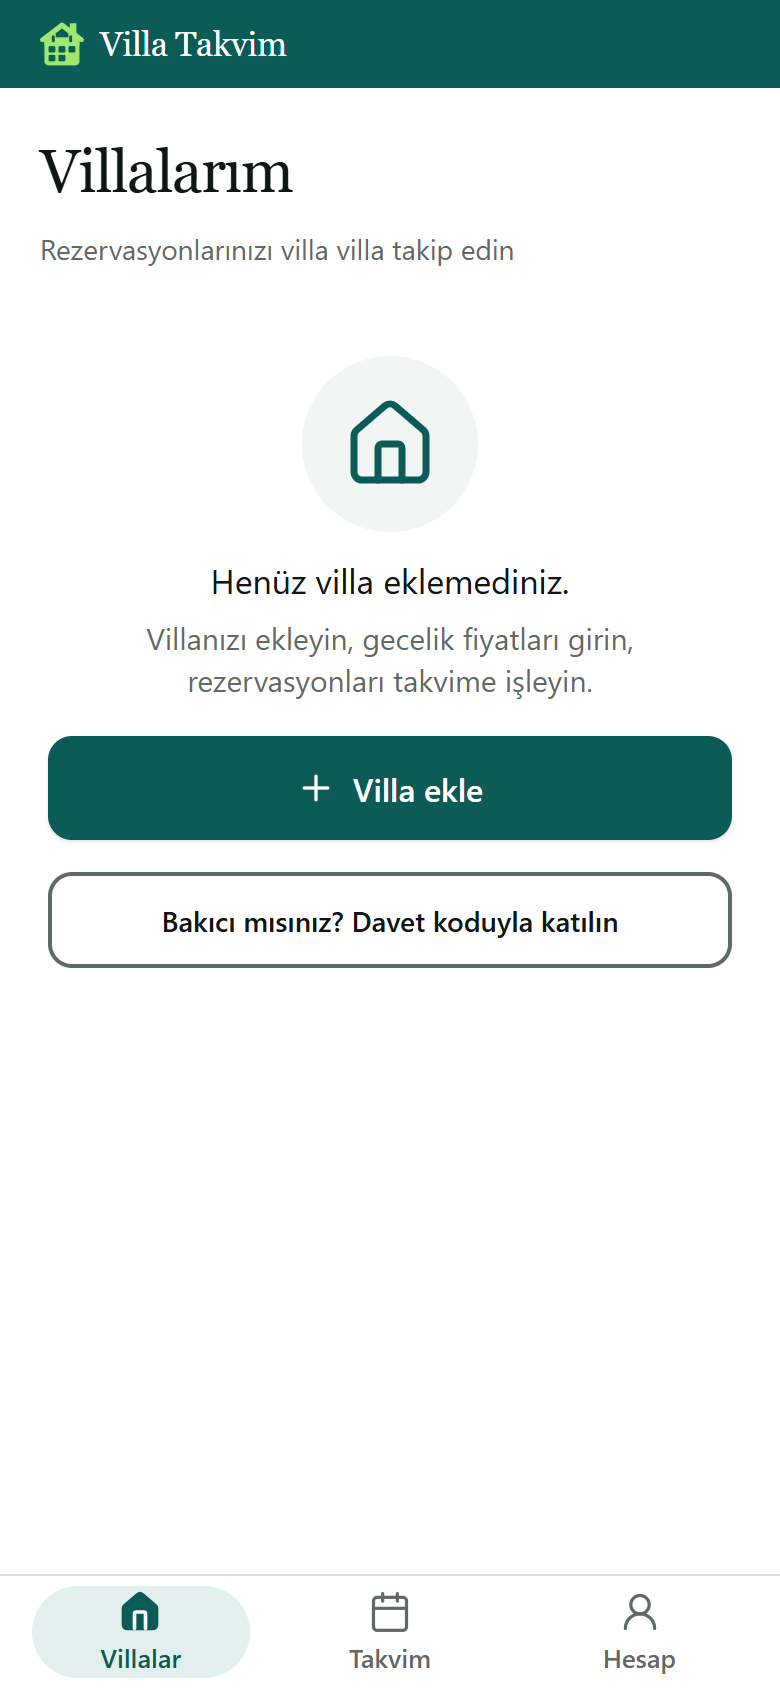 Villa Takvim
Villalarım
Rezervasyonlarınızı villa villa takip edin
Henüz villa eklemediniz.
Villanızı ekleyin, gecelik fiyatları girin,
rezervasyonları takvime işleyin.
Villa ekle
Bakıcı mısınız? Davet koduyla katılın
Villalar
Takvim
Hesap